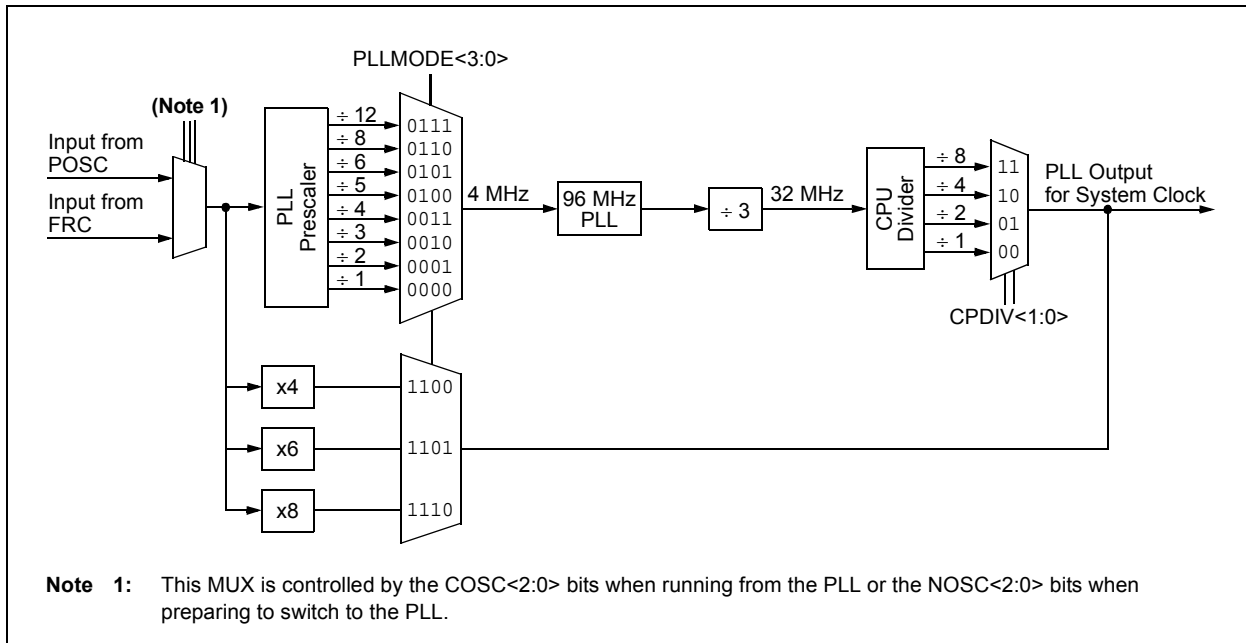 PLLMODE<3:0>
(Note 1)
Input from
POSC
Input from
FRC
PLL
Prescaler
÷ 12
÷ 8
÷ 6
÷ 5
÷ 4
÷ 3
÷ 2
÷ 1
0111
0110
0101
0100
0011
0010
0001
0000
4 MHz
96 MHz
PLL
÷ 3
32 MHz
CPU
Divider
÷ 8
÷ 4
÷ 2
÷ 1
11
10
01
00
CPDIV<1:0>
PLL Output
for System Clock
x4
x6
x8
1100
1101
1110
Note 1: This MUX is controlled by the COSC<2:0> bits when running from the PLL or the NOSC<2:0> bits when
preparing to switch to the PLL.